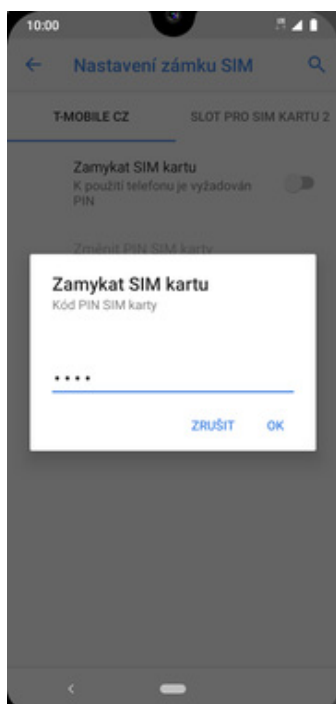 10:00
Nastavení zámku SIM
T-MOBILE CZ
SLOT PRO SIM KARTU 2
Zamykat SIM kartu
K použití telefonu je vyžadován
PIN
Změnit PIN SIM karty
Zamykat SIM kartu
Kód PIN SIM karty
••••
ZRUŠIT
OK